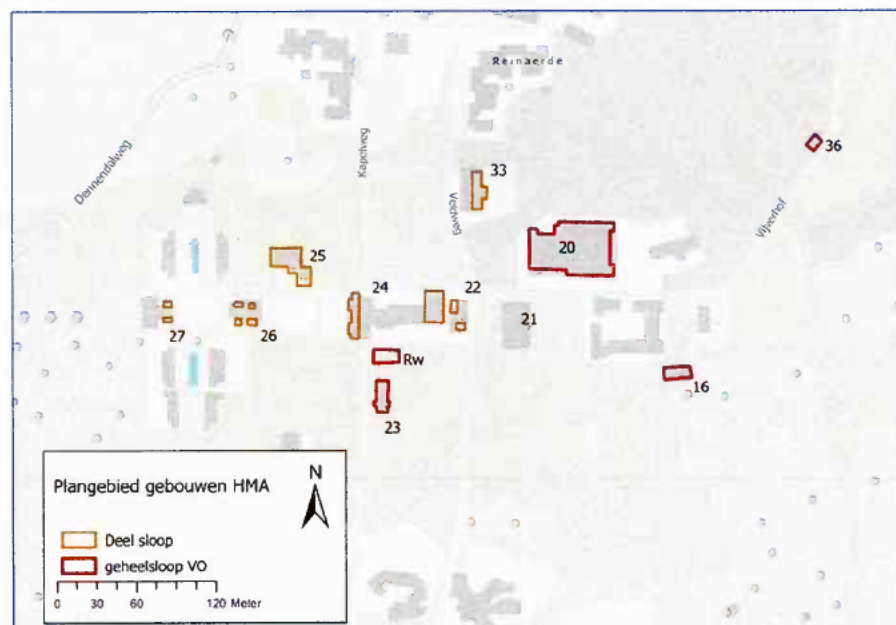 Reinaerde
Dennendalweg
Kapelweg
Veldweg
Vijverhof
36
33
20
25
24
22
21
27
26
Rw
16
23
Plangebied gebouwen HMA
N
Deel sloop
geheelsloop VO
0 30 60 120 Meter